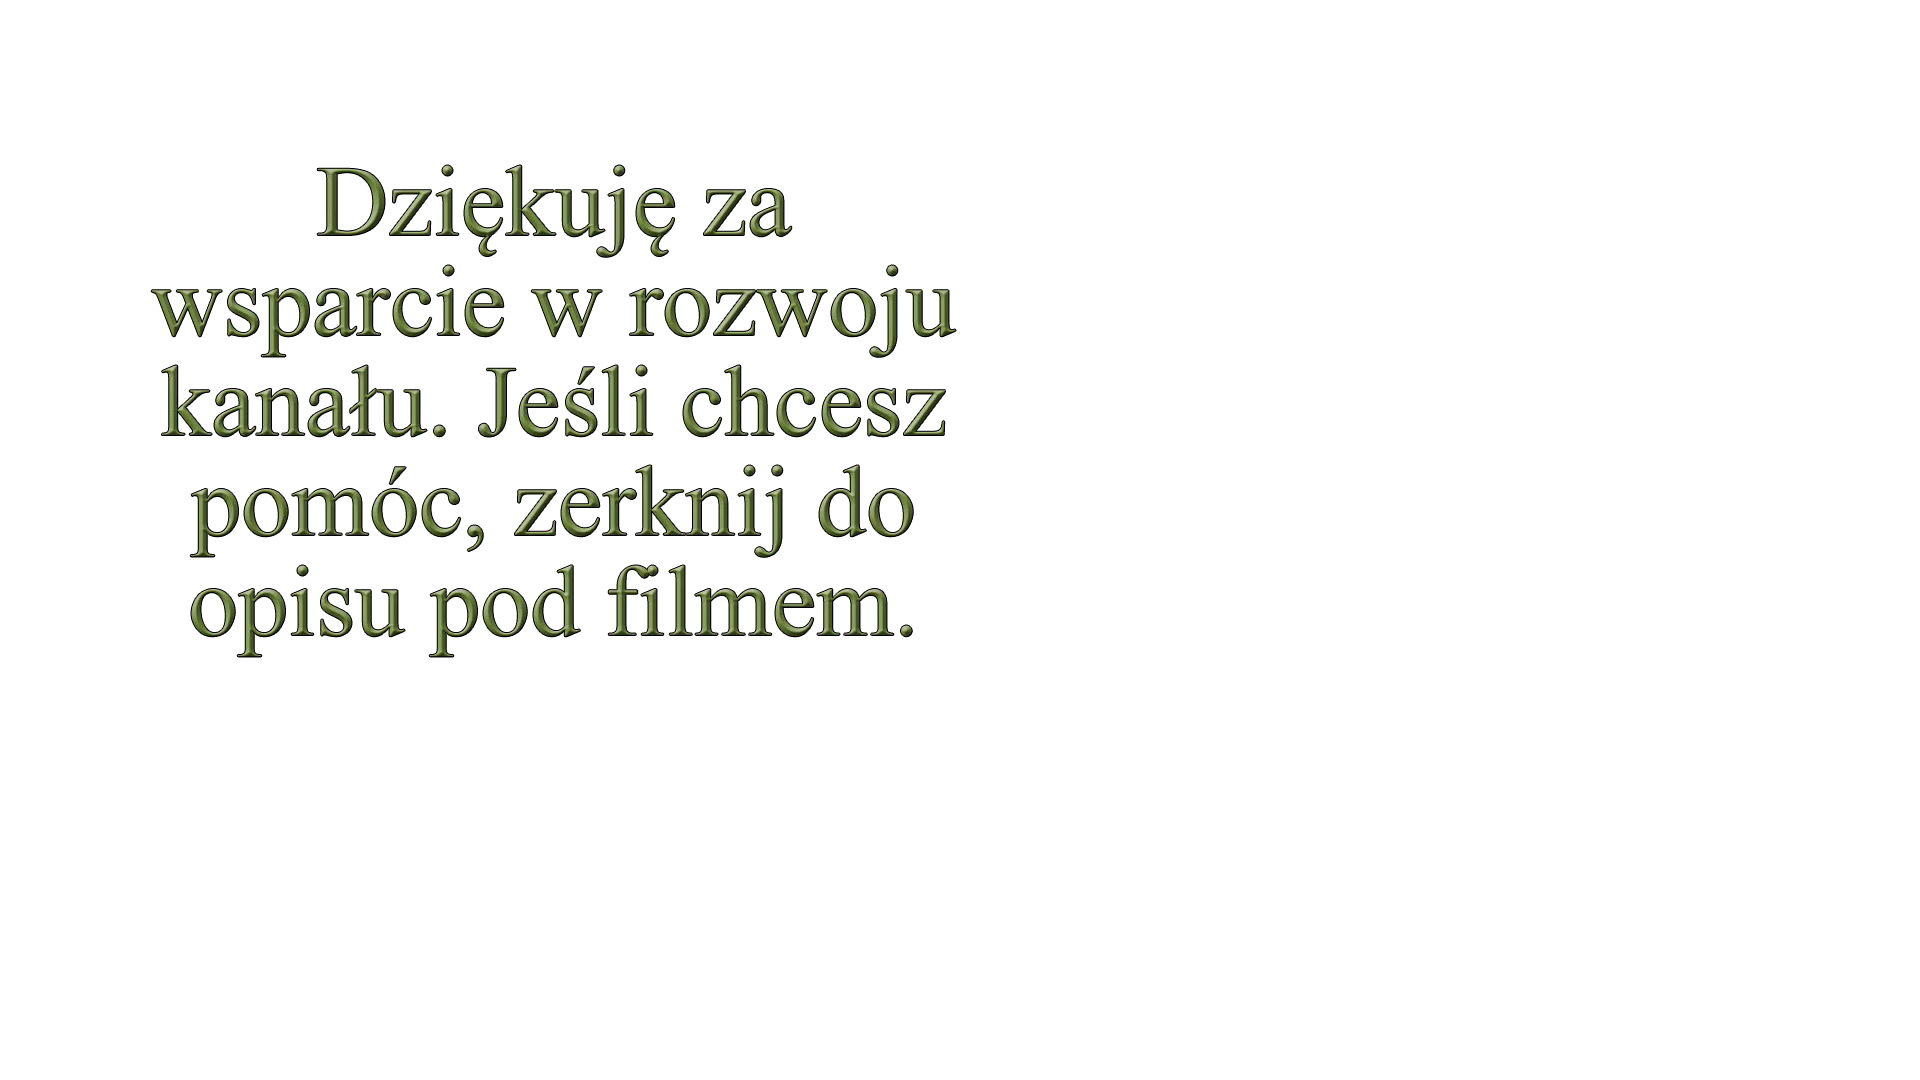 Dziękuję za
wsparcie w rozwoju
kanału. Jeśli chcesz
pomóc, zerknij do
opisu pod filmem.